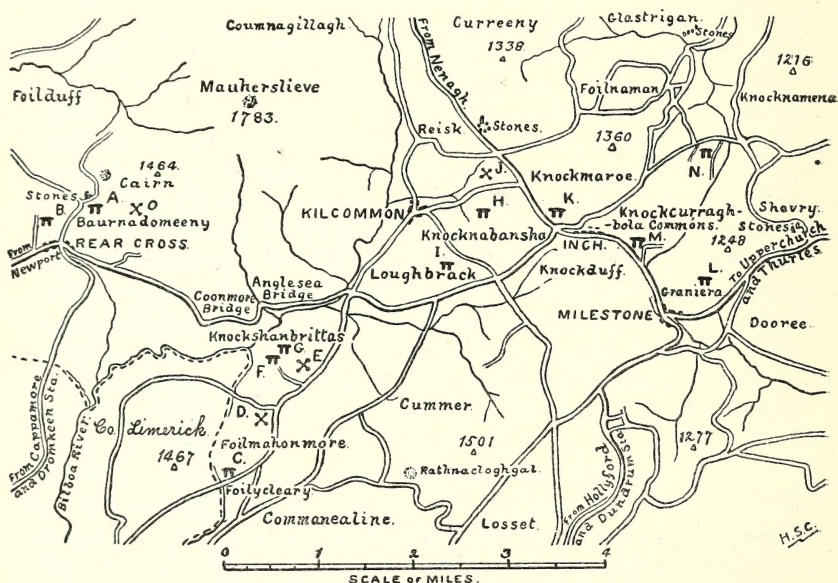 Coumnagillagh
From Nenagh
Curreeny
1338
Glastrigan.
Stones
1216
Knocknamena
Foilduff
Mauherslieve
1783.
Foilnaman
Reisk
Stones.
1360
1464.
Cairn
Stones
A.
B.
O
Baurnadomeeny
REAR CROSS.
From
Newport
J.
Knockmaroe.
N.
KILCOMMON
H
K.
Knocknabansha
INCH.
Knockcurragh-
bola Commons.
Shevry.
Stones
M.
1248
To Upperchurch
and Thurles
I.
Loughbrack
Knockduff
L.
Graniera
MILESTONE
Dooree
Anglesea
Bridge
Coonmore
Bridge
Knockshanbrittas
G.
E
F.
D.
Co. Limerick
1467
Foilmahonmore.
C.
Foilycleary
Commanealine.
Cummer
1501
Rathnacloghgal.
Losset.
1277
From Hollyford
and Dundrum Sta.
From Cappamore
and Dromkeen Sta.
Bilboa River.
H.S.C.
0 1 2 3 4
SCALE OF MILES.